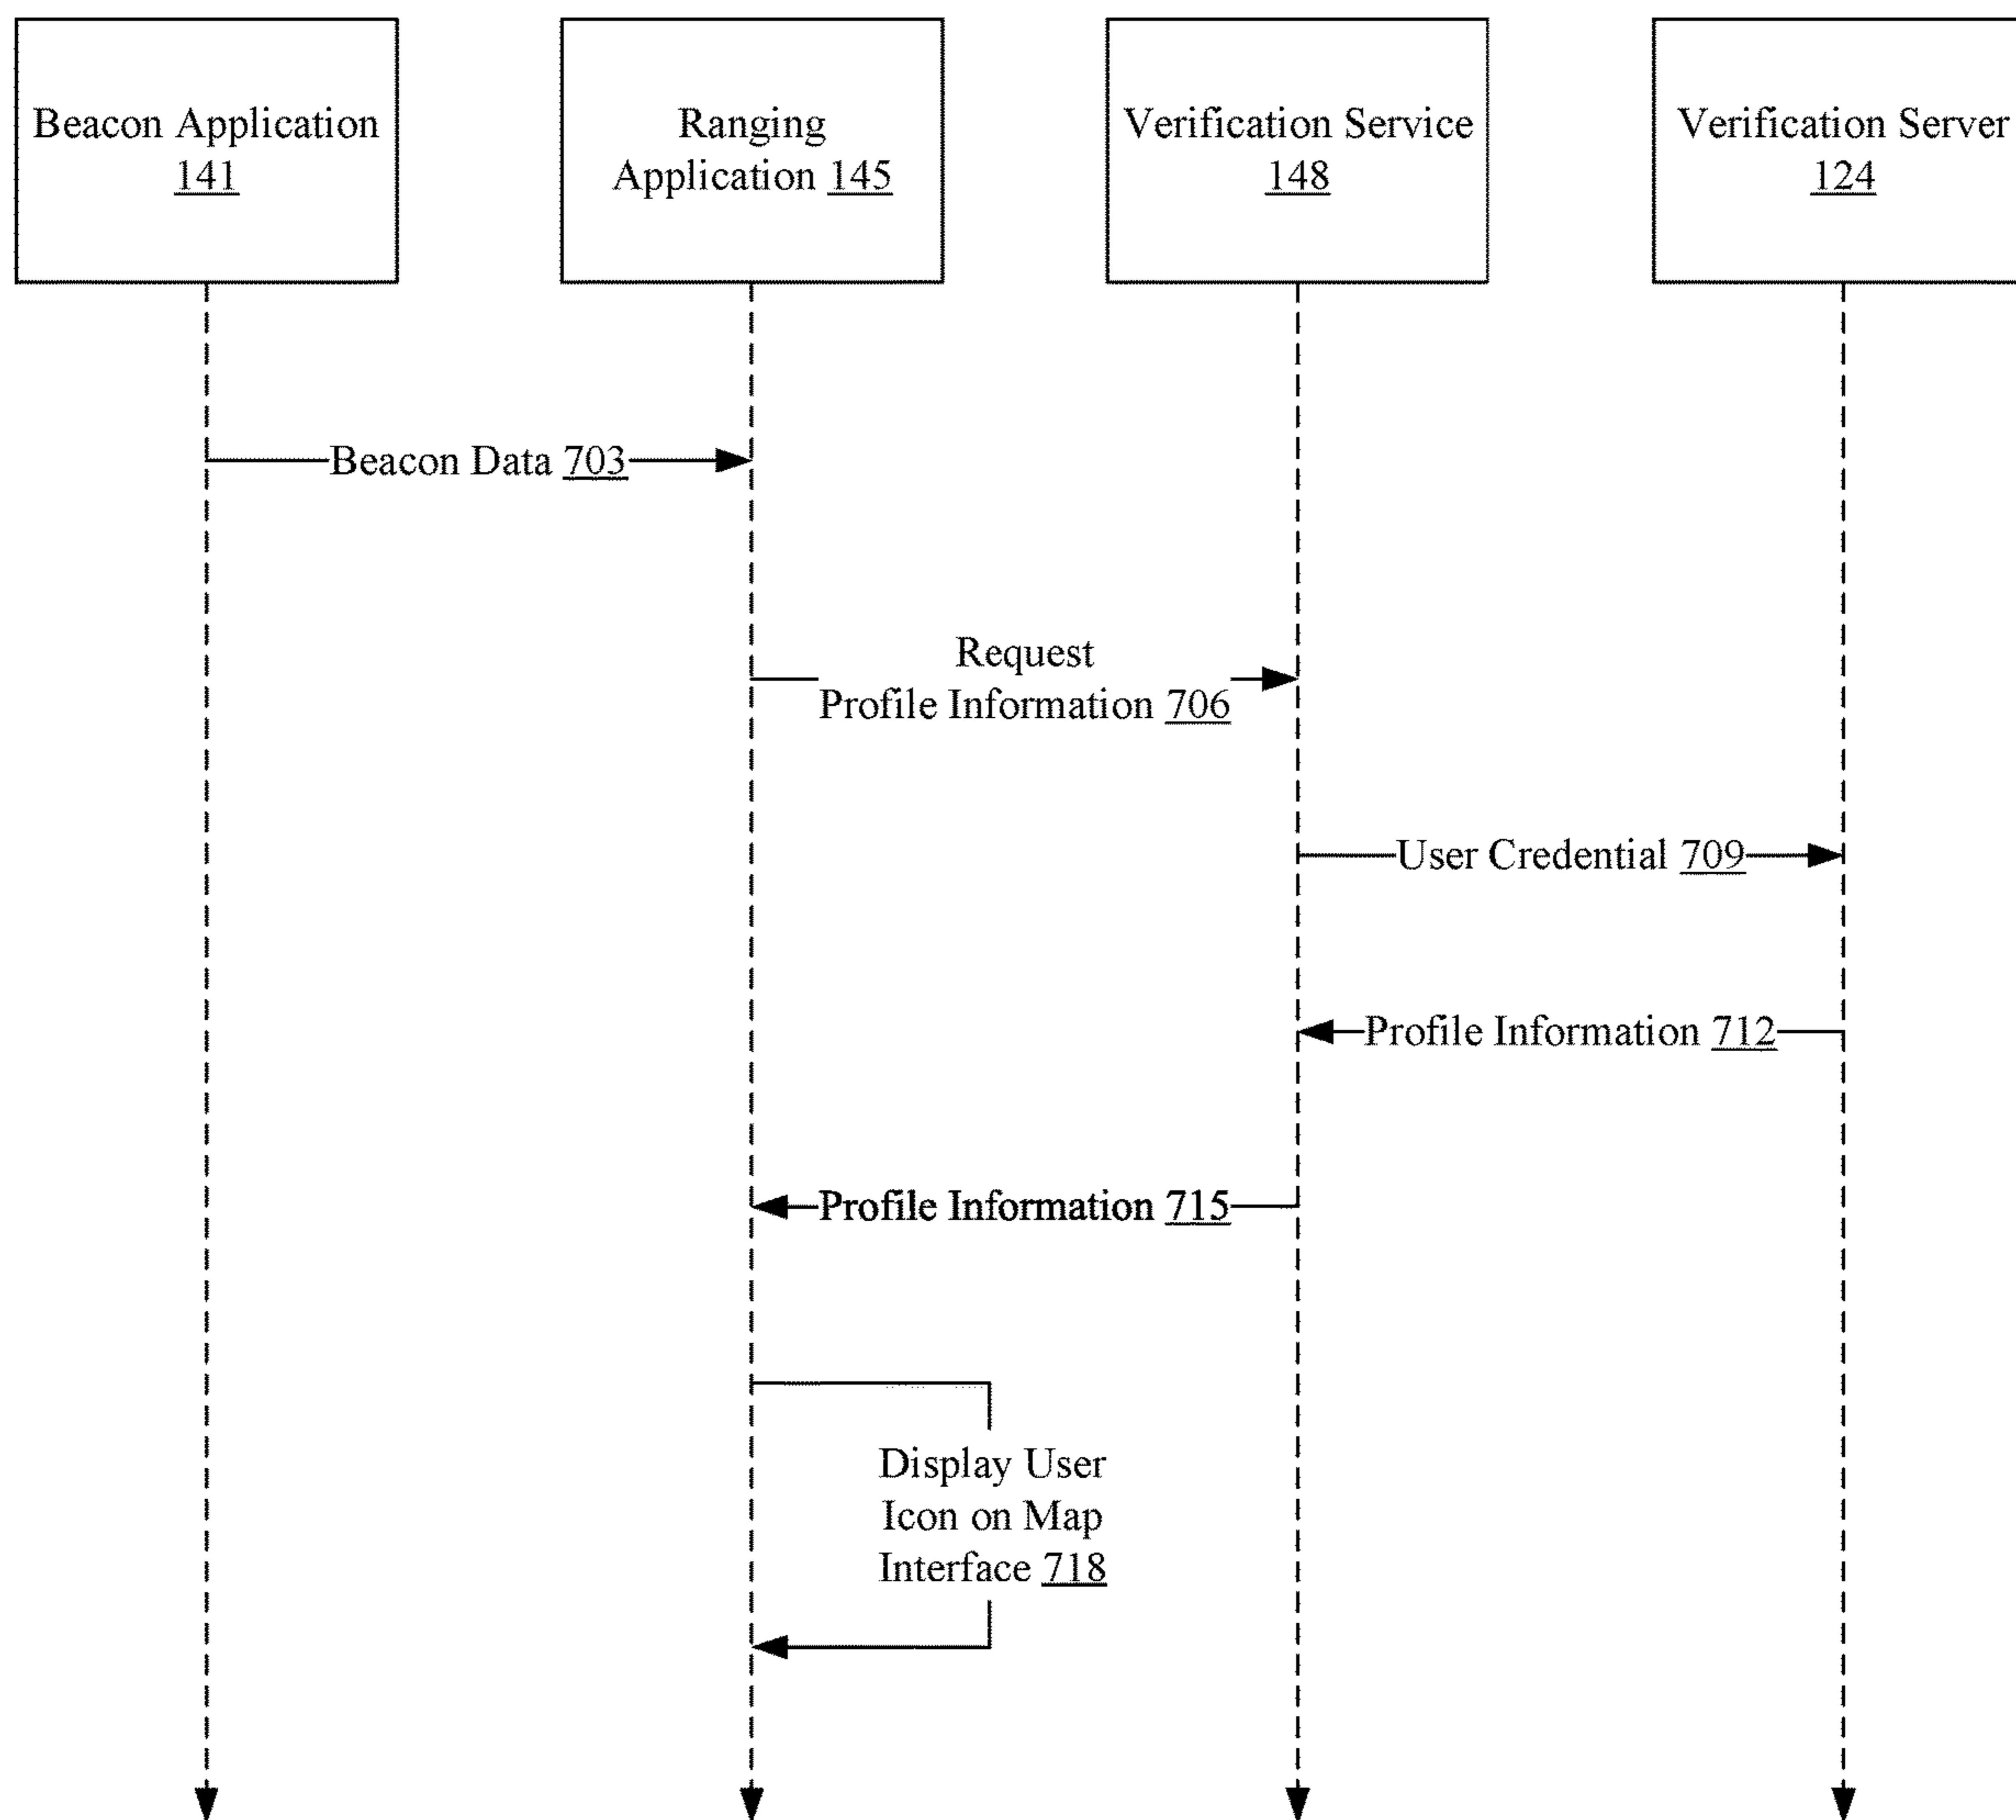 Beacon Application
141
Ranging
Application 145
Verification Service
148
Verification Server
124
Beacon Data 703
Request
Profile Information 706
User Credential 709
Profile Information 712
Profile Information 715
Display User
Icon on Map
Interface 718